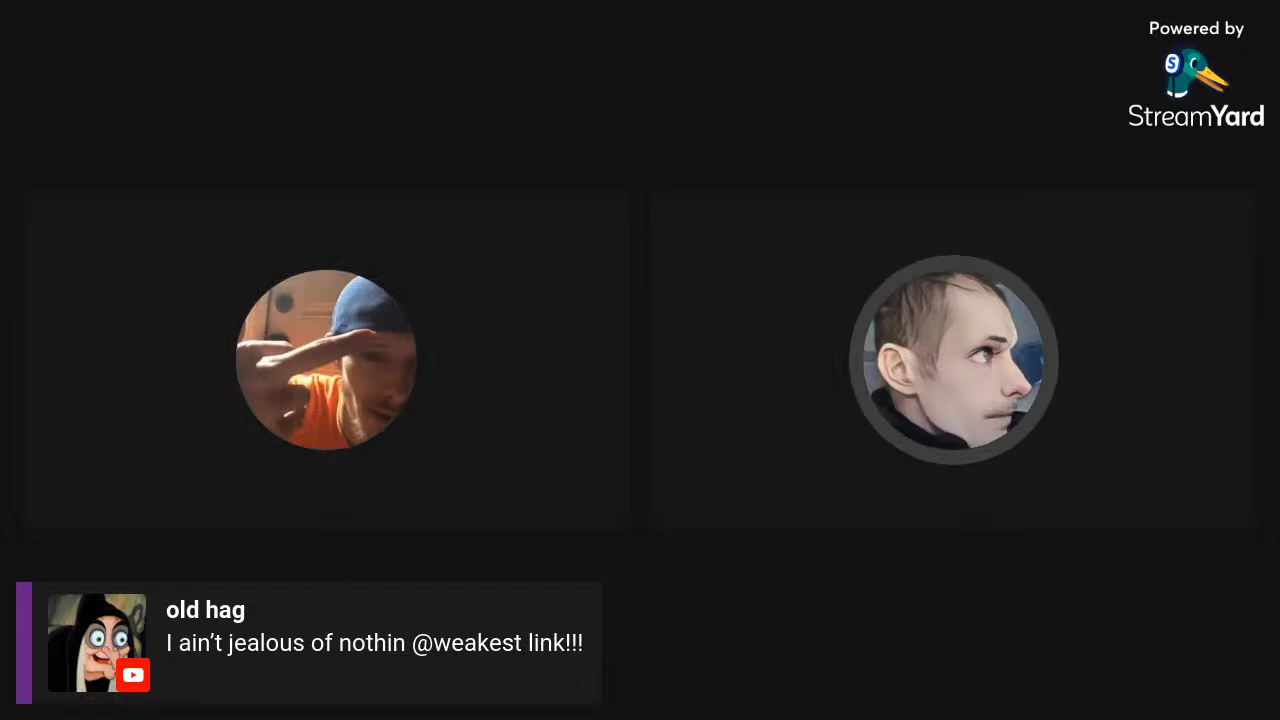 Powered by
S
StreamYard
old hag
I ain’t jealous of nothin @weakest link!!!